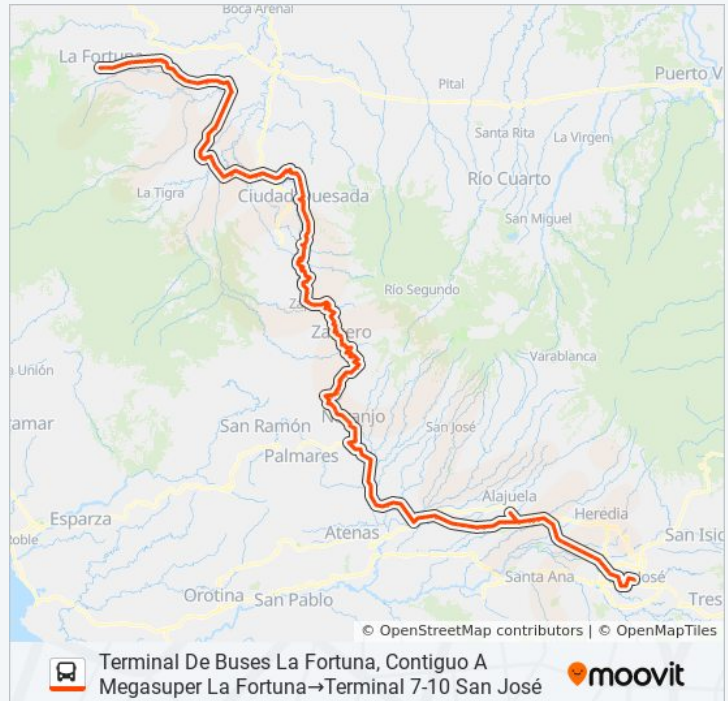 Boca Arenal
La Fortuna
Pital
Puerto V
Santa Rita
La Virgen
La Tigra
Ciudad Quesada
Río Cuarto
San Miguel
Río Segundo
Zarcero
Varablanca
a Unión
ramar
San Ramón
Naranjo
San José
Palmares
Alajuela
Esparza
Heredia
Roble
Atenas
San Isid
Orotina
San Pablo
Santa Ana
José
Tres
© OpenStreetMap contributors | © OpenMapTiles
Terminal De Buses La Fortuna, Contiguo A
Megasuper La Fortuna→Terminal 7-10 San José
moovit